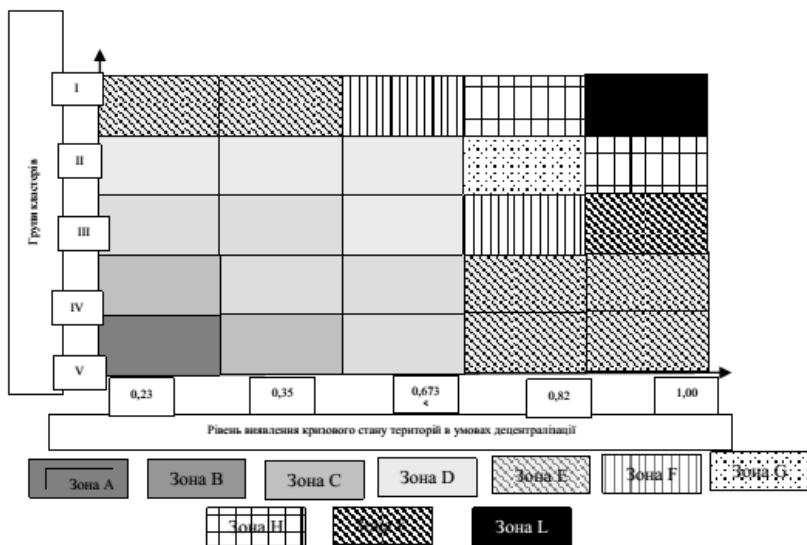 Групи кластерів
I
II
III
IV
V
0,23
0,35
0,673
<
0,82
1,00
Рівень виявлення кризового стану територій в умовах децентралізації
Зона A
Зона B
Зона C
Зона D
Зона E
Зона F
Зона G
Зона H
Зона L